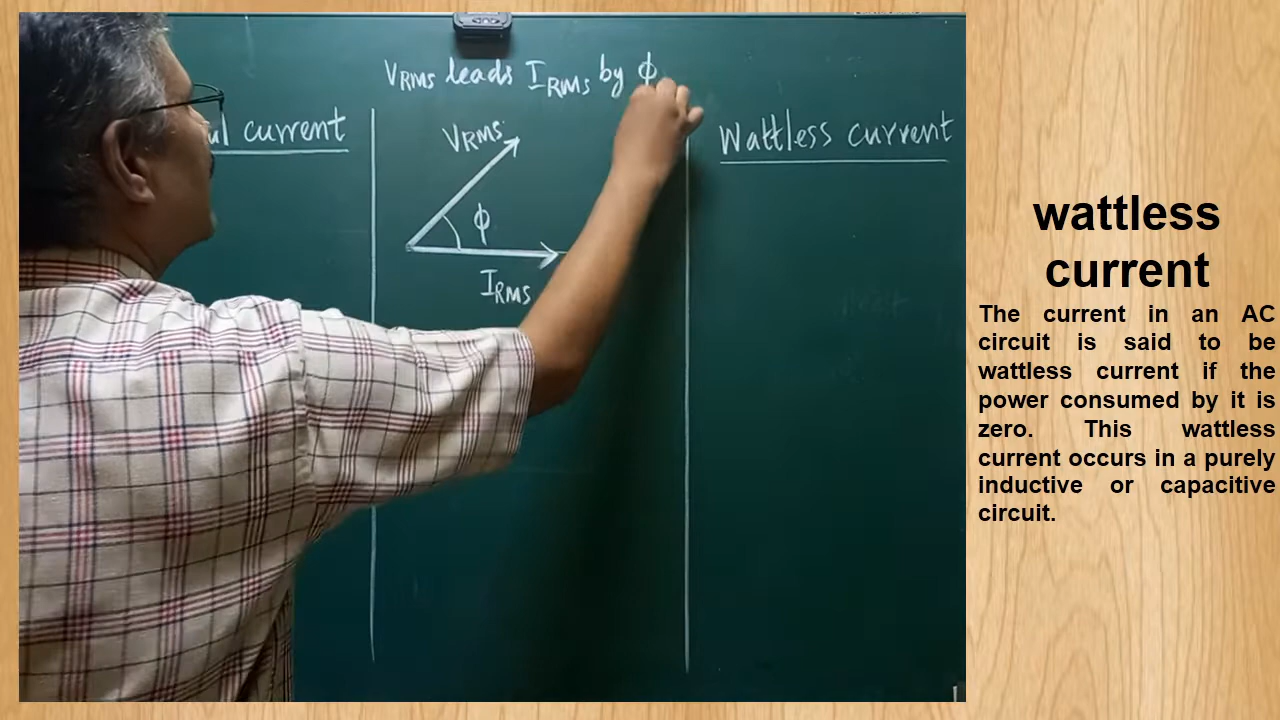 VRMS leads IRMS by ϕ
current
VRMS
ϕ
IRMS
Wattless current
wattless
current
The current in an AC
circuit is said to be
wattless current if the
power consumed by it is
zero. This wattless
current occurs in a purely
inductive or capacitive
circuit.